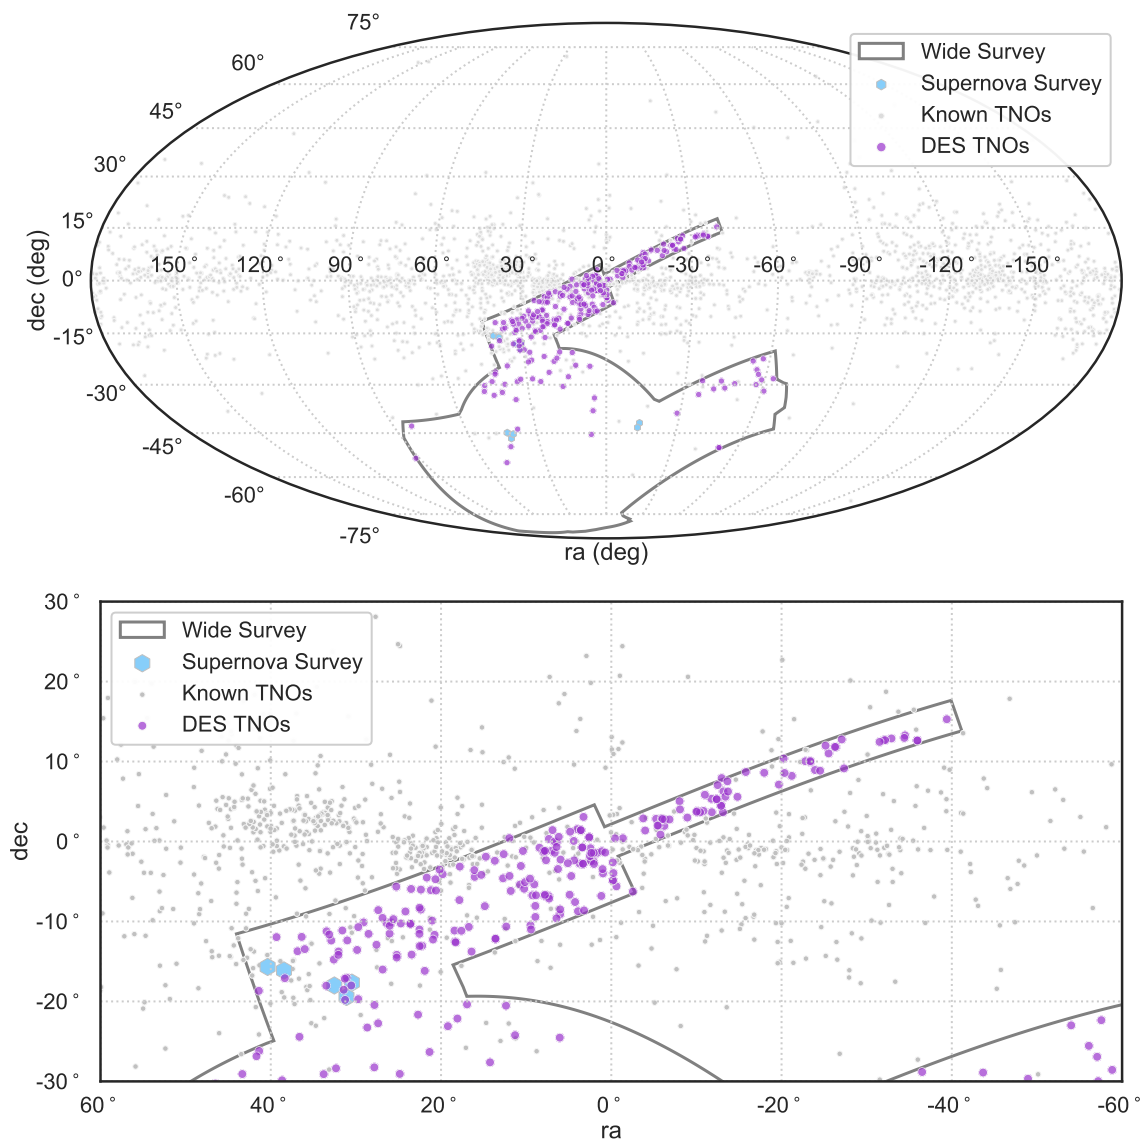 75°
60°
45°
30°
15°
0°
-15°
-30°
-45°
-60°
-75°
dec (deg)
150° 120° 90° 60° 30° 0° -30° -60° -90° -120° -150°
ra (deg)
Wide Survey
Supernova Survey
Known TNOs
DES TNOs
30°
20°
10°
0°
-10°
-20°
-30°
dec
Wide Survey
Supernova Survey
Known TNOs
DES TNOs
60° 40° 20° 0° -20° -40° -60°
ra